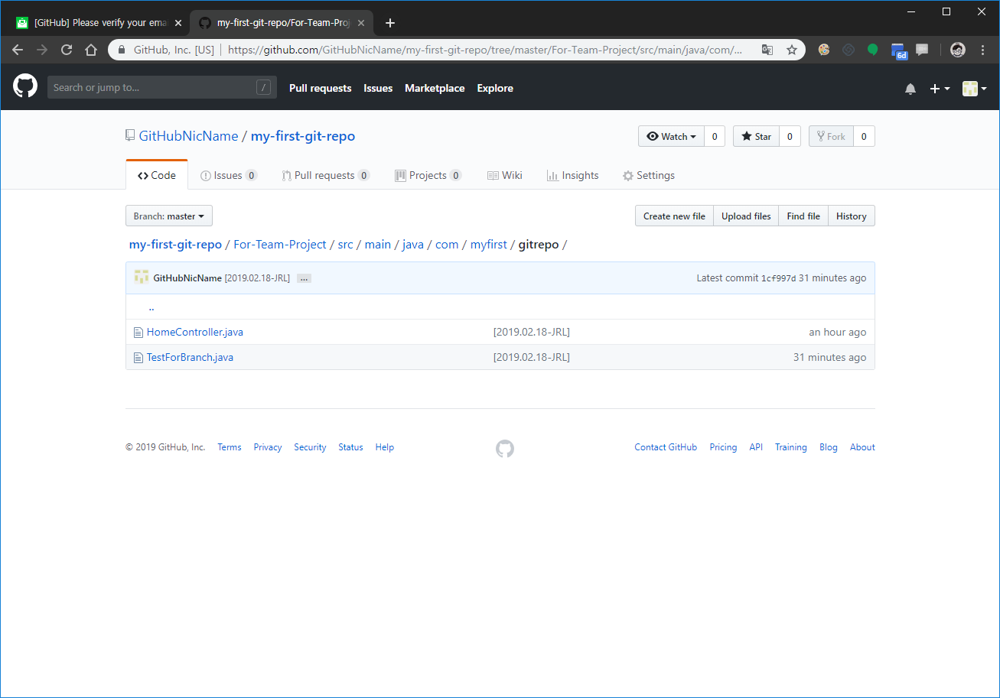 [GitHub] Please verify your ema
my-first-git-repo/For-Team-Proj
GitHub, Inc. [US] https://github.com/GitHubNicName/my-first-git-repo/tree/master/For-Team-Project/src/main/java/com/...
6d
Search or jump to... / Pull requests Issues Marketplace Explore
GitHubNicName / my-first-git-repo
Watch 0 Star 0 Fork 0
Code Issues 0 Pull requests 0 Projects 0 Wiki Insights Settings
Branch: master Create new file Upload files Find file History
my-first-git-repo / For-Team-Project / src / main / java / com / myfirst / gitrepo /
GitHubNicName [2019.02.18-JRL] ... Latest commit 1cf997d 31 minutes ago
..
HomeController.java [2019.02.18-JRL] an hour ago
TestForBranch.java [2019.02.18-JRL] 31 minutes ago
© 2019 GitHub, Inc. Terms Privacy Security Status Help Contact GitHub Pricing API Training Blog About